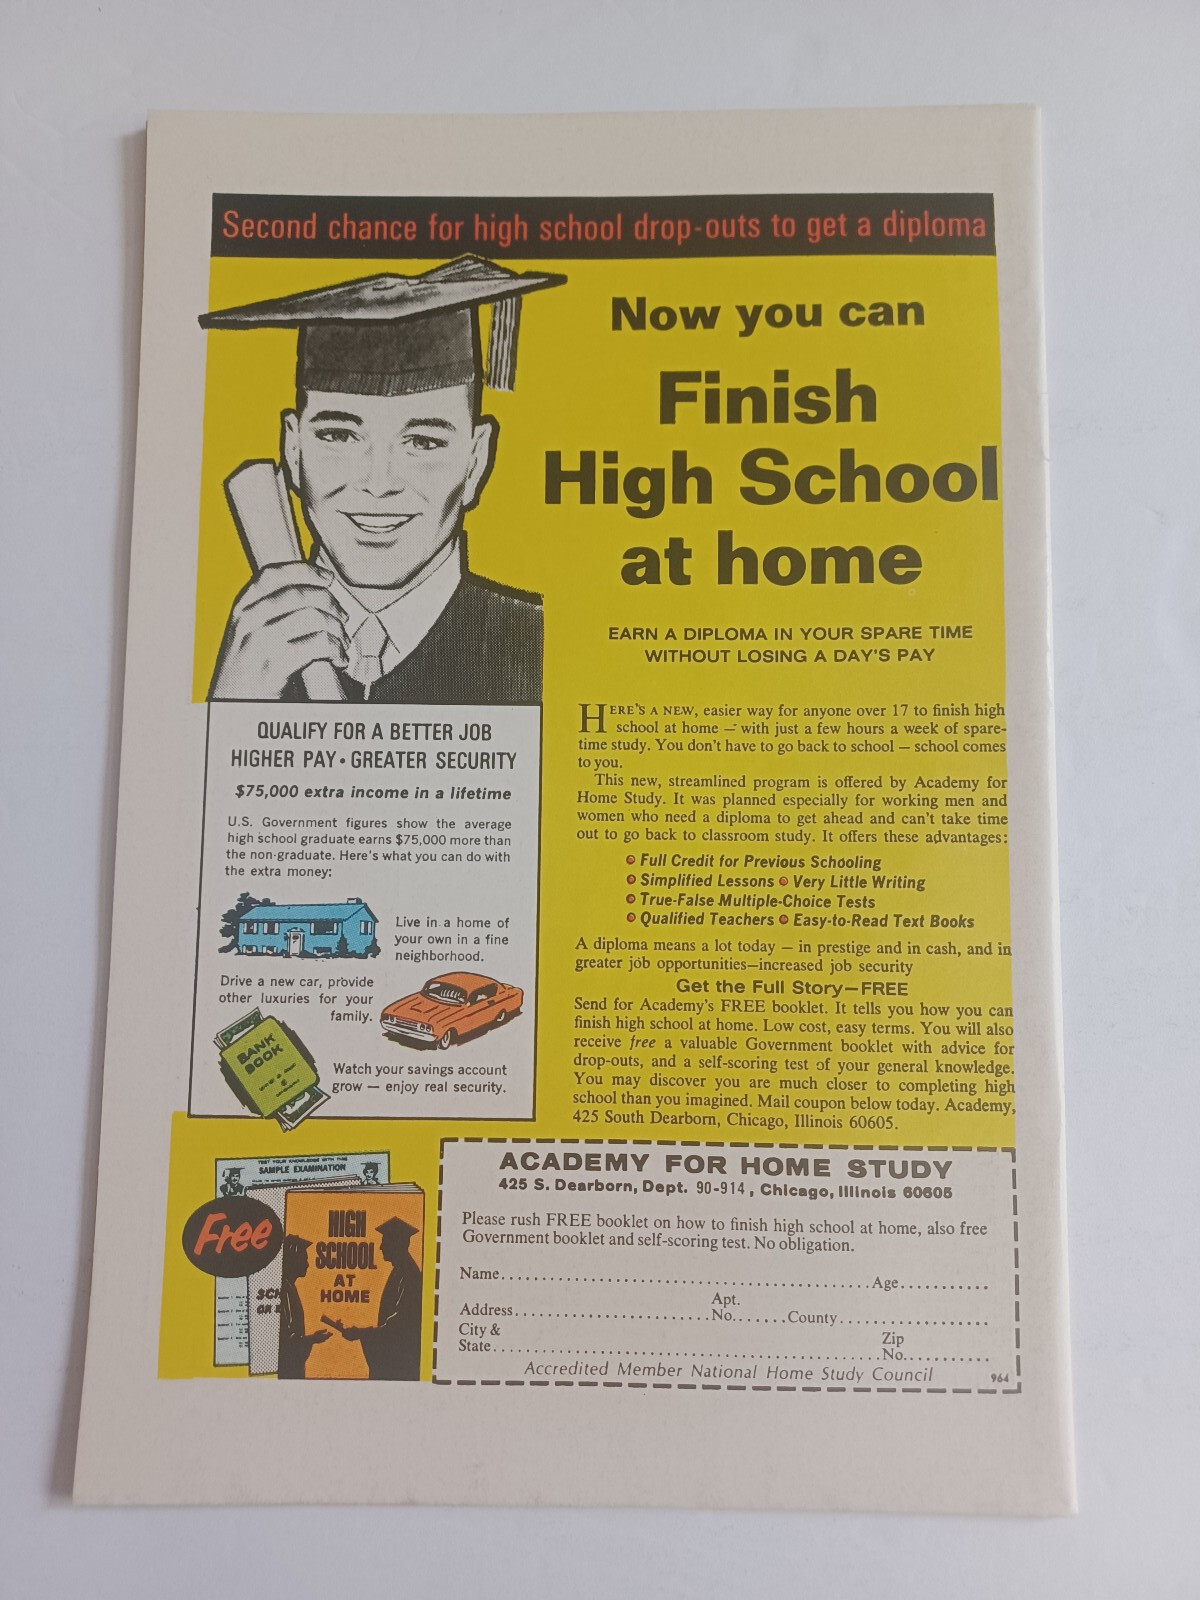 Second chance for high school drop-outs to get a diploma
Now you can
Finish
High School
at home
EARN A DIPLOMA IN YOUR SPARE TIME
WITHOUT LOSING A DAY'S PAY
QUALIFY FOR A BETTER JOB
HIGHER PAY • GREATER SECURITY
$75,000 extra income in a lifetime
U.S. Government figures show the average
high school graduate earns $75,000 more than
the non-graduate. Here's what you can do with
the extra money:
Live in a home of
your own in a fine
neighborhood.
Drive a new car, provide
other luxuries for your
family.
BANK
BOOK
Watch your savings account
grow — enjoy real security.
HERE'S A NEW, easier way for anyone over 17 to finish high
school at home — with just a few hours a week of spare-
time study. You don't have to go back to school — school comes
to you.
This new, streamlined program is offered by Academy for
Home Study. It was planned especially for working men and
women who need a diploma to get ahead and can't take time
out to go back to classroom study. It offers these advantages:
• Full Credit for Previous Schooling
• Simplified Lessons • Very Little Writing
• True-False Multiple-Choice Tests
• Qualified Teachers • Easy-to-Read Text Books
A diploma means a lot today — in prestige and in cash, and in
greater job opportunities—increased job security
Get the Full Story—FREE
Send for Academy's FREE booklet. It tells you how you can
finish high school at home. Low cost, easy terms. You will also
receive free a valuable Government booklet with advice for
drop-outs, and a self-scoring test of your general knowledge.
You may discover you are much closer to completing high
school than you imagined. Mail coupon below today. Academy,
425 South Dearborn, Chicago, Illinois 60605.
TEST YOUR KNOWLEDGE WITH THIS
SAMPLE EXAMINATION
Free
SCH
OR
HIGH
SCHOOL
AT
HOME
ACADEMY FOR HOME STUDY
425 S. Dearborn, Dept. 90-914, Chicago, Illinois 60605
Please rush FREE booklet on how to finish high school at home, also free
Government booklet and self-scoring test. No obligation.
Name...............................................Age............
Address.........................Apt. No.......County...................
City & State...............................................Zip No...........
Accredited Member National Home Study Council
964